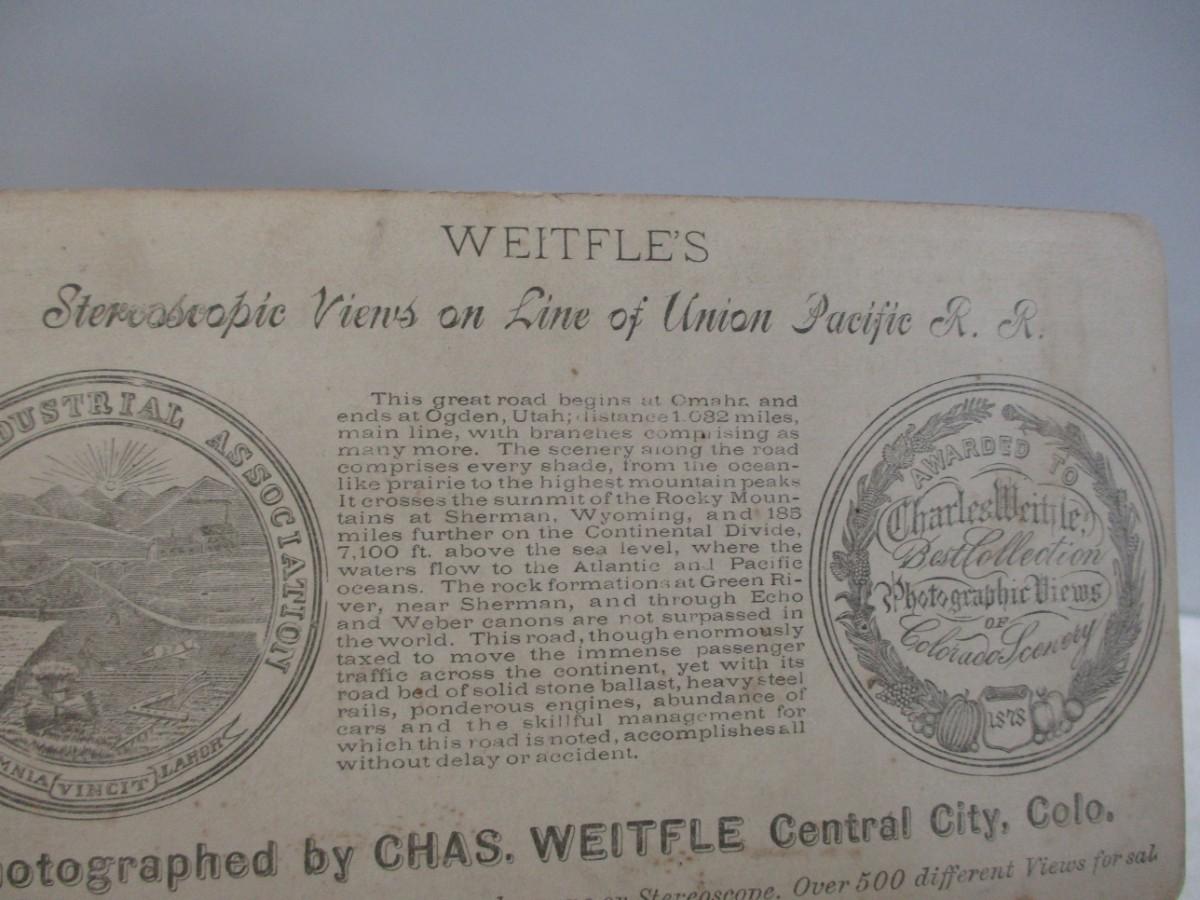 WEITFLE'S
Stereoscopic Views on Line of Union Pacific R. R.
DUSTRIAL ASSOCIATION
MNIA VINCIT LABOR
This great road begins at Omaha and
ends at Ogden, Utah; distance 1.082 miles,
main line, with branches comprising as
many more. The scenery along the road
comprises every shade, from the ocean-
like prairie to the highest mountain peaks
It crosses the summit of the Rocky Moun-
tains at Sherman, Wyoming, and 185
miles further on the Continental Divide,
7,100 ft. above the sea level, where the
waters flow to the Atlantic and Pacific
oceans. The rock formations at Green Ri-
ver, near Sherman, and through Echo
and Weber canons are not surpassed in
the world. This road, though enormously
taxed to move the immense passenger
traffic across the continent, yet with its
road bed of solid stone ballast, heavy steel
rails, ponderous engines, abundance of
cars and the skillful management for
which this road is noted, accomplishes all
without delay or accident.
AWARDED TO
Charles Weitfle,
Best Collection
Photographic Views
OF
Colorado Scenery
1878
hotographed by CHAS. WEITFLE Central City, Colo.
or Stereoscope. Over 500 different Views for sal